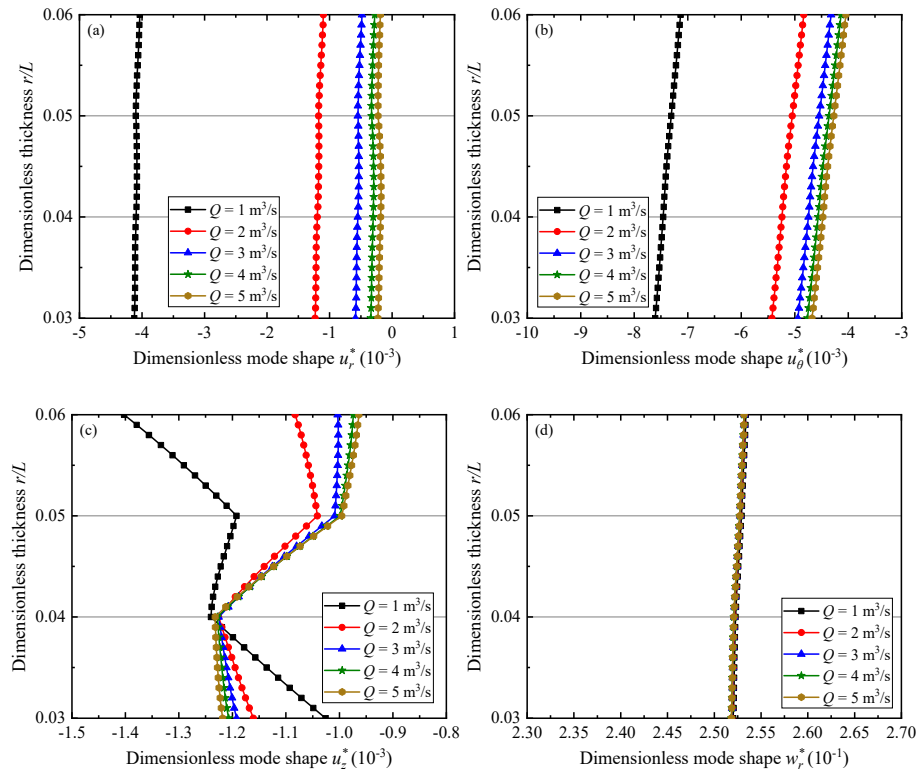 (a)
0.06
0.05
0.04
0.03
Dimensionless thickness r/L
Q = 1 m³/s
Q = 2 m³/s
Q = 3 m³/s
Q = 4 m³/s
Q = 5 m³/s
-5 -4 -3 -2 -1 0 1
Dimensionless mode shape u_r^* (10⁻³)
(b)
0.06
0.05
0.04
0.03
Dimensionless thickness r/L
Q = 1 m³/s
Q = 2 m³/s
Q = 3 m³/s
Q = 4 m³/s
Q = 5 m³/s
-10 -9 -8 -7 -6 -5 -4 -3
Dimensionless mode shape u_θ^* (10⁻³)
(c)
0.06
0.05
0.04
0.03
Dimensionless thickness r/L
Q = 1 m³/s
Q = 2 m³/s
Q = 3 m³/s
Q = 4 m³/s
Q = 5 m³/s
-1.5 -1.4 -1.3 -1.2 -1.1 -1.0 -0.9 -0.8
Dimensionless mode shape u_z^* (10⁻³)
(d)
0.06
0.05
0.04
0.03
Dimensionless thickness r/L
Q = 1 m³/s
Q = 2 m³/s
Q = 3 m³/s
Q = 4 m³/s
Q = 5 m³/s
2.30 2.35 2.40 2.45 2.50 2.55 2.60 2.65 2.70
Dimensionless mode shape w_r^* (10⁻¹)